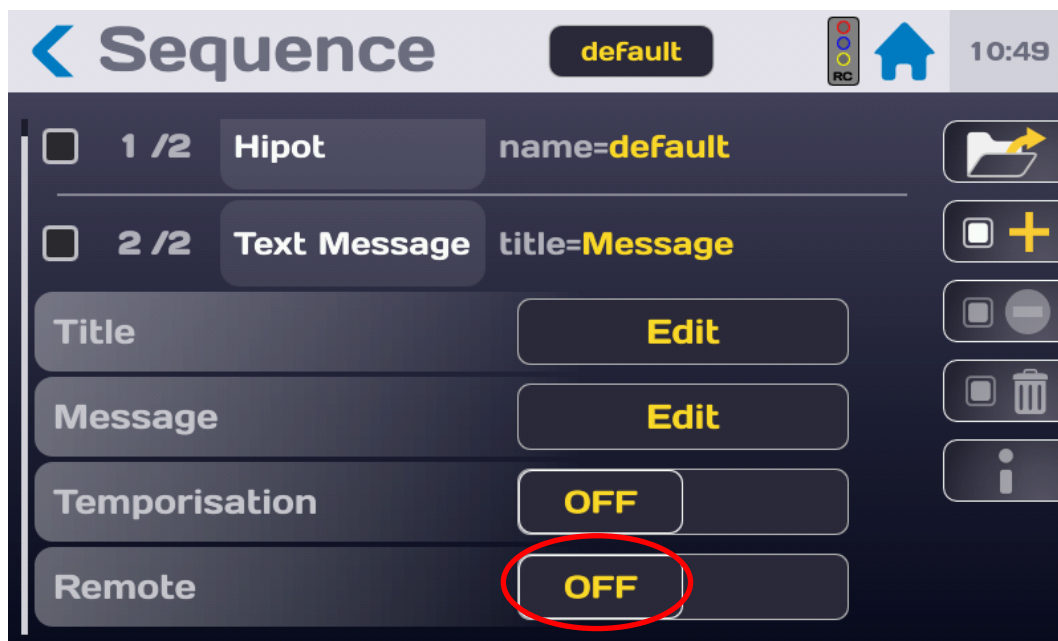 Sequence default RC 10:49
1 /2 Hipot name=default
2 /2 Text Message title=Message
Title Edit
Message Edit
Temporisation OFF
Remote OFF